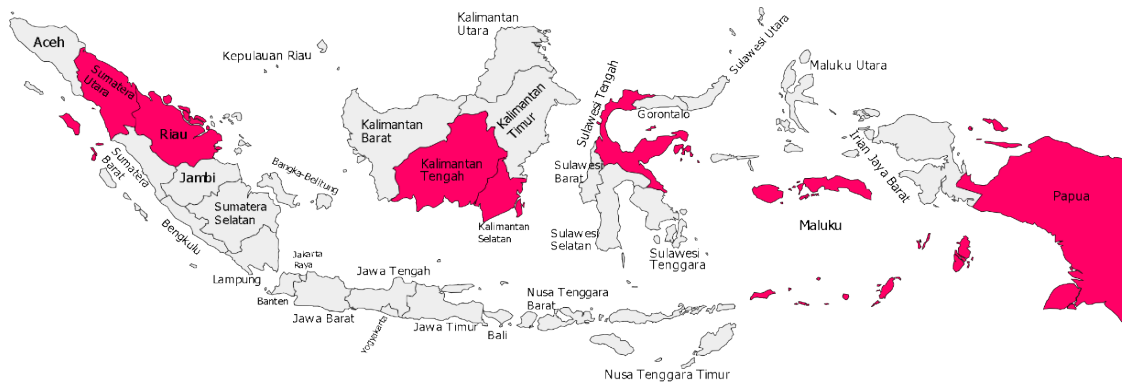 Aceh
Sumatera
Utara
Riau
Kepulauan Riau
Sumatera
Barat
Jambi
Bangka-Belitung
Sumatera
Selatan
Bengkulu
Lampung
Jakarta
Raya
Banten
Jawa Barat
Jawa Tengah
Yogyakarta
Jawa Timur
Bali
Nusa Tenggara
Barat
Nusa Tenggara Timur
Kalimantan
Utara
Kalimantan
Barat
Kalimantan
Timur
Kalimantan
Tengah
Kalimantan
Selatan
Sulawesi Tengah
Gorontalo
Sulawesi Utara
Sulawesi
Barat
Sulawesi
Selatan
Sulawesi
Tenggara
Maluku Utara
Maluku
Irian Jaya Barat
Papua